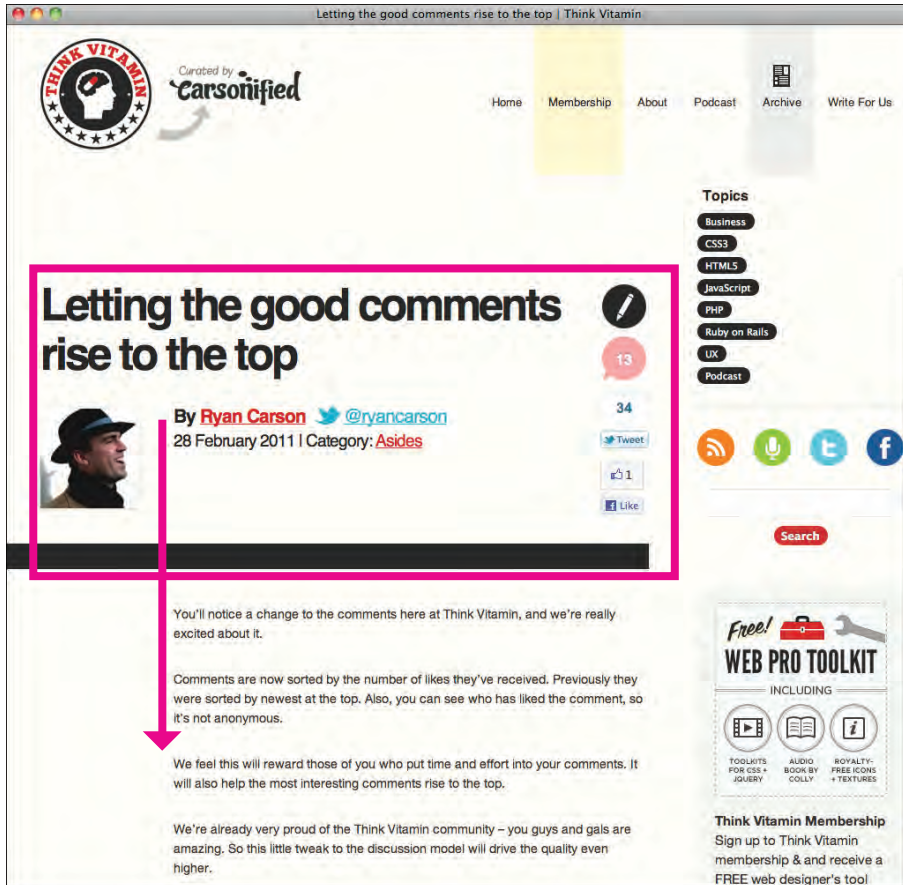 Letting the good comments rise to the top | Think Vitamin
THINK VITAMIN
Curated by
Carsonified
Home Membership About Podcast Archive Write For Us
Topics
Business
CSS3
HTML5
JavaScript
PHP
Ruby on Rails
UX
Podcast
Letting the good comments
rise to the top
13
By Ryan Carson @ryancarson
28 February 2011 | Category: Asides
34
Tweet
1
Like
Search
You'll notice a change to the comments here at Think Vitamin, and we're really
excited about it.
Comments are now sorted by the number of likes they've received. Previously they
were sorted by newest at the top. Also, you can see who has liked the comment, so
it's not anonymous.
We feel this will reward those of you who put time and effort into your comments. It
will also help the most interesting comments rise to the top.
We're already very proud of the Think Vitamin community – you guys and gals are
amazing. So this little tweak to the discussion model will drive the quality even
higher.
Free!
WEB PRO TOOLKIT
INCLUDING
TOOLKITS
FOR CSS +
JQUERY
AUDIO
BOOK BY
COLLY
ROYALTY-
FREE ICONS
+ TEXTURES
Think Vitamin Membership
Sign up to Think Vitamin
membership & and receive a
FREE web designer's tool